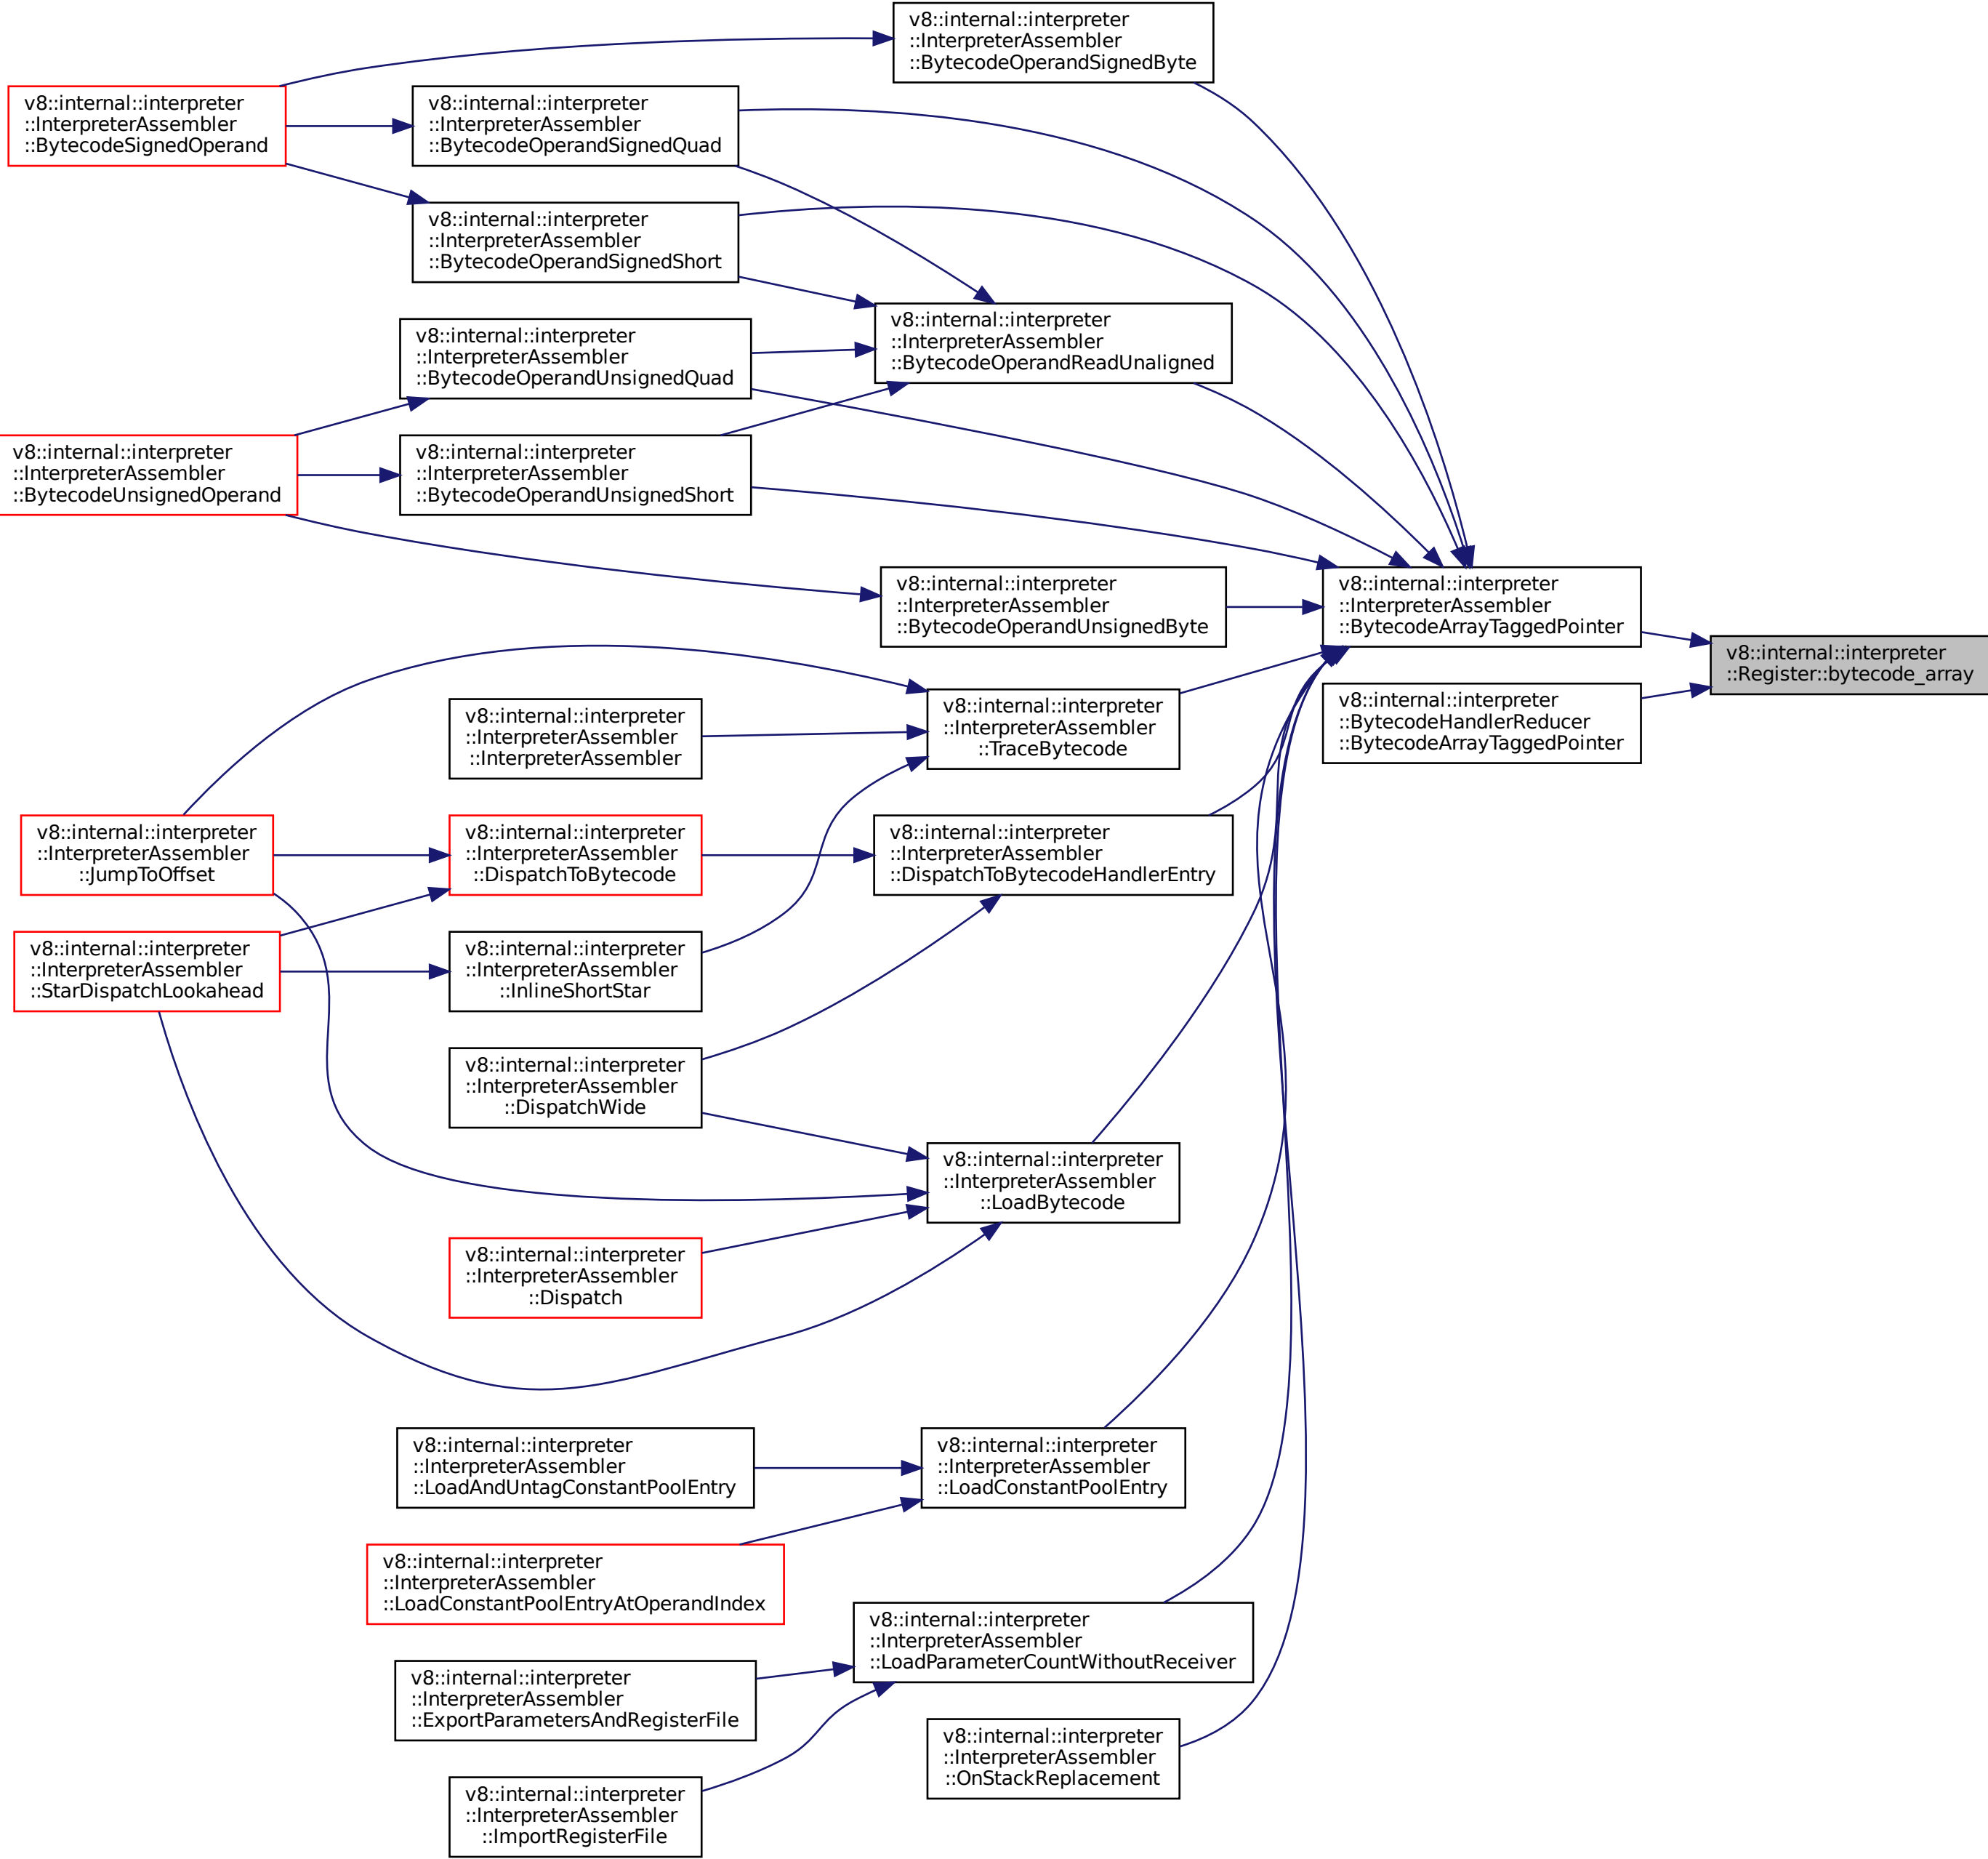 v8::internal::interpreter
::InterpreterAssembler
::BytecodeOperandSignedByte
v8::internal::interpreter
::InterpreterAssembler
::BytecodeSignedOperand
v8::internal::interpreter
::InterpreterAssembler
::BytecodeOperandSignedQuad
v8::internal::interpreter
::InterpreterAssembler
::BytecodeOperandSignedShort
v8::internal::interpreter
::InterpreterAssembler
::BytecodeOperandReadUnaligned
v8::internal::interpreter
::InterpreterAssembler
::BytecodeOperandUnsignedQuad
v8::internal::interpreter
::InterpreterAssembler
::BytecodeUnsignedOperand
v8::internal::interpreter
::InterpreterAssembler
::BytecodeOperandUnsignedShort
v8::internal::interpreter
::InterpreterAssembler
::BytecodeOperandUnsignedByte
v8::internal::interpreter
::InterpreterAssembler
::BytecodeArrayTaggedPointer
v8::internal::interpreter
::Register::bytecode_array
v8::internal::interpreter
::BytecodeHandlerReducer
::BytecodeArrayTaggedPointer
v8::internal::interpreter
::InterpreterAssembler
::TraceBytecode
v8::internal::interpreter
::InterpreterAssembler
::InterpreterAssembler
v8::internal::interpreter
::InterpreterAssembler
::JumpToOffset
v8::internal::interpreter
::InterpreterAssembler
::DispatchToBytecode
v8::internal::interpreter
::InterpreterAssembler
::DispatchToBytecodeHandlerEntry
v8::internal::interpreter
::InterpreterAssembler
::StarDispatchLookahead
v8::internal::interpreter
::InterpreterAssembler
::InlineShortStar
v8::internal::interpreter
::InterpreterAssembler
::DispatchWide
v8::internal::interpreter
::InterpreterAssembler
::LoadBytecode
v8::internal::interpreter
::InterpreterAssembler
::Dispatch
v8::internal::interpreter
::InterpreterAssembler
::LoadAndUntagConstantPoolEntry
v8::internal::interpreter
::InterpreterAssembler
::LoadConstantPoolEntry
v8::internal::interpreter
::InterpreterAssembler
::LoadConstantPoolEntryAtOperandIndex
v8::internal::interpreter
::InterpreterAssembler
::LoadParameterCountWithoutReceiver
v8::internal::interpreter
::InterpreterAssembler
::ExportParametersAndRegisterFile
v8::internal::interpreter
::InterpreterAssembler
::OnStackReplacement
v8::internal::interpreter
::InterpreterAssembler
::ImportRegisterFile